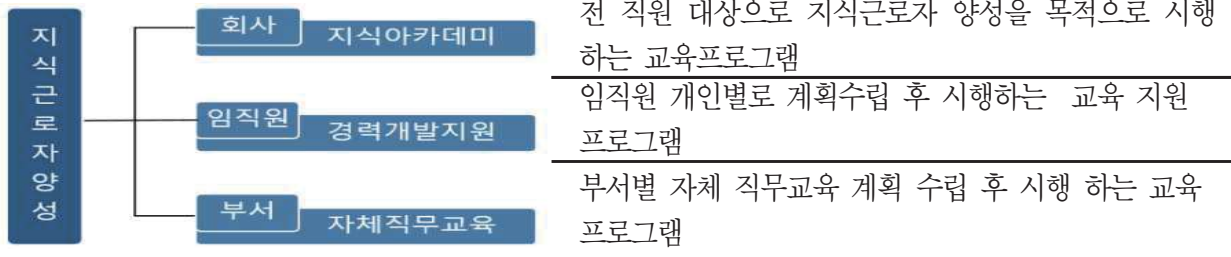 지식근로자양성
회사
지식아카데미
전 직원 대상으로 지식근로자 양성을 목적으로 시행
하는 교육프로그램
임직원
경력개발지원
임직원 개인별로 계획수립 후 시행하는 교육 지원
프로그램
부서
자체직무교육
부서별 자체 직무교육 계획 수립 후 시행 하는 교육
프로그램